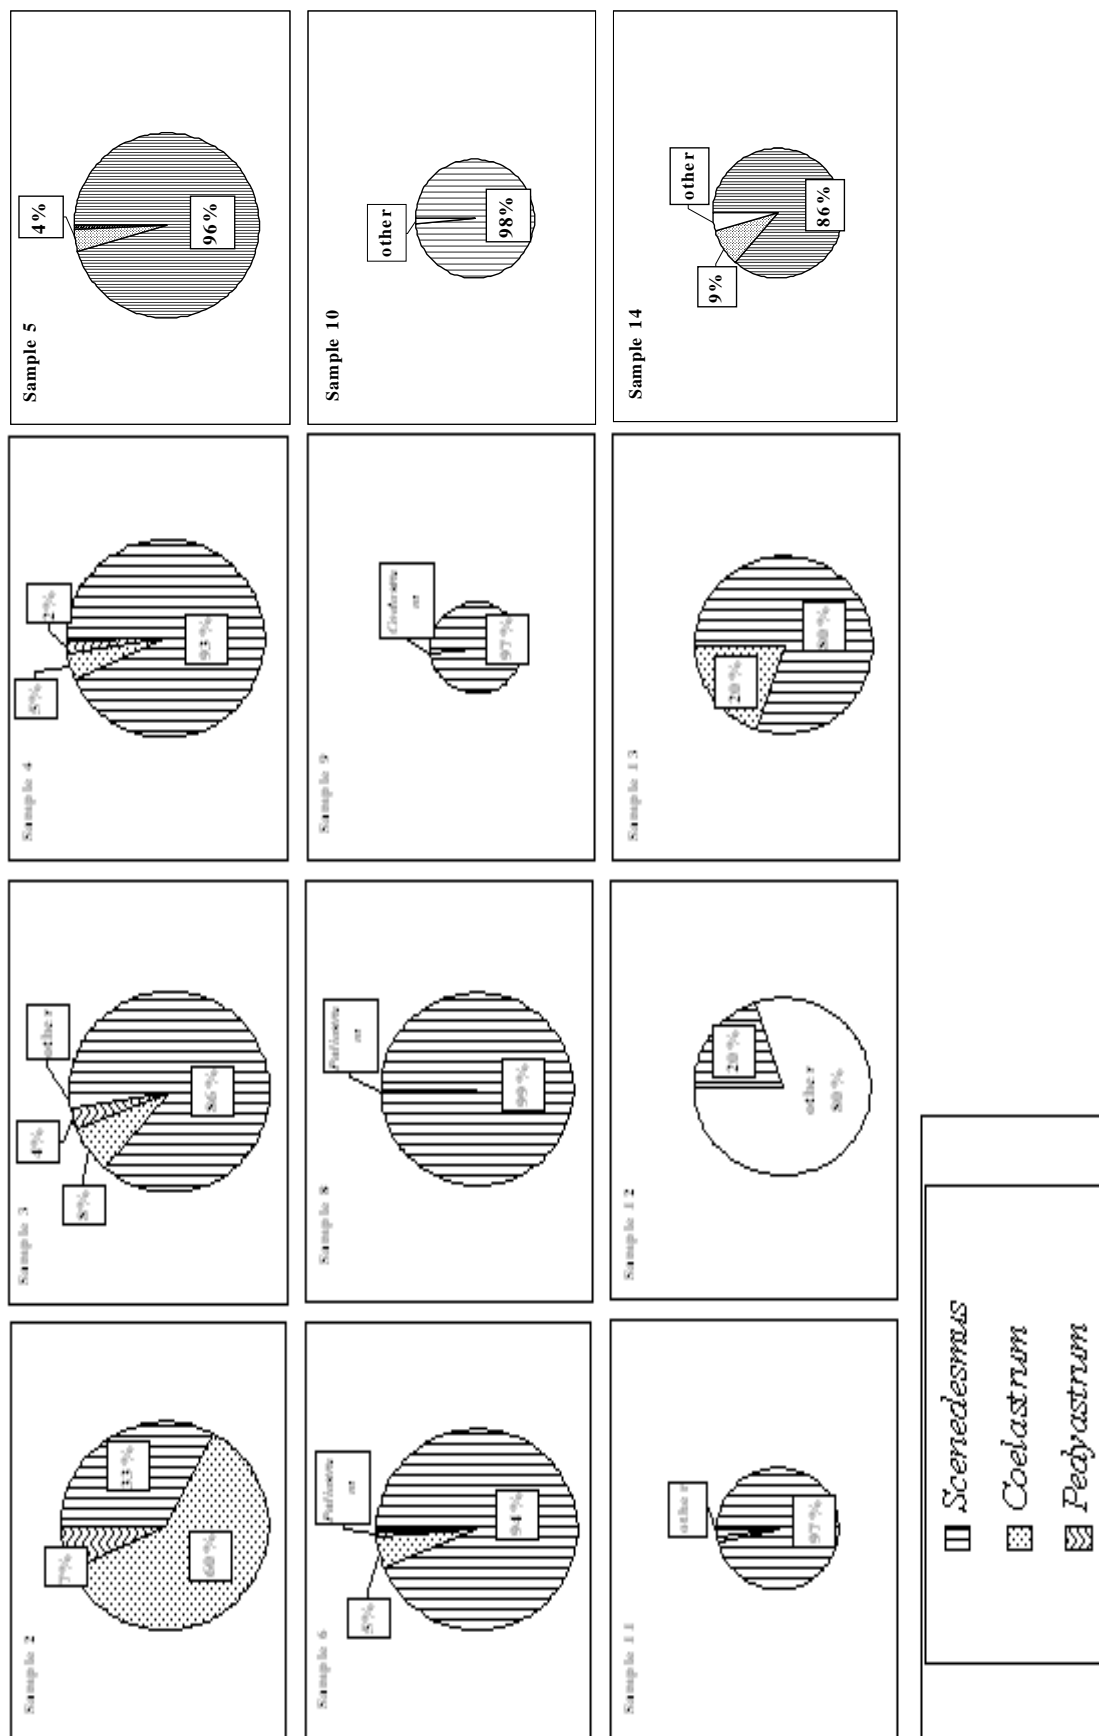 Sample 2
7%
33%
60%
Sample 3
8%
4%
other
86%
Sample 4
5%
2%
93%
Sample 5
4%
96%
Sample 6
5%
94%
Sample 8
99%
Sample 9
97%
Sample 10
other
98%
Sample 11
other
97%
Sample 12
20%
other
80%
Sample 13
20%
80%
Sample 14
9%
other
86%
Scenedesmus
Coelastrum
Pedyastrum